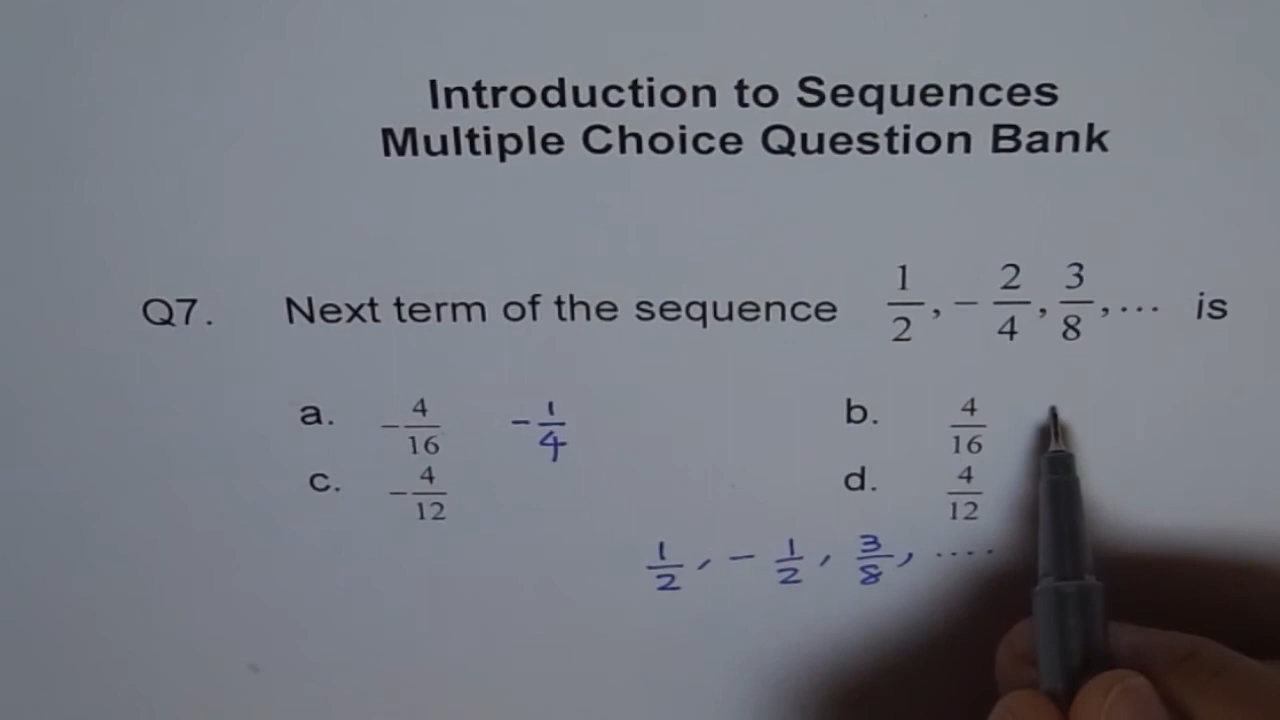 Introduction to Sequences
Multiple Choice Question Bank
Q7. Next term of the sequence 1/2, -2/4, 3/8, ... is
a. -4/16 -1/4 b. 4/16
c. -4/12 d. 4/12
1/2, -1/2, 3/8, ....